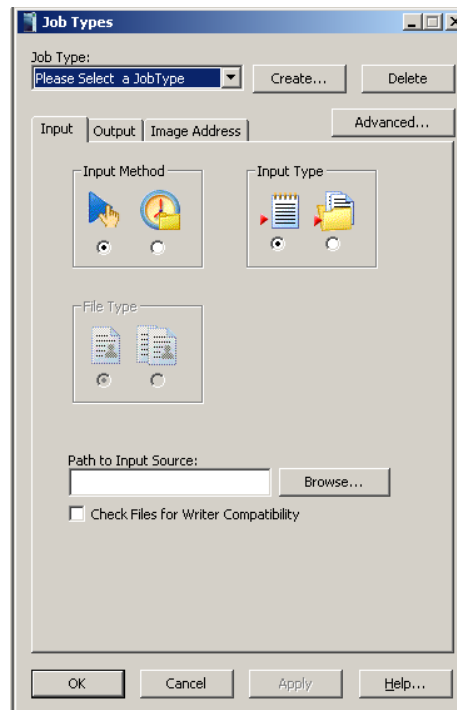 Job Types
Job Type:
Please Select a JobType
Create...
Delete
Advanced...
Input
Output
Image Address
Input Method
Input Type
File Type
Path to Input Source:
Browse...
Check Files for Writer Compatibility
OK
Cancel
Apply
Help...